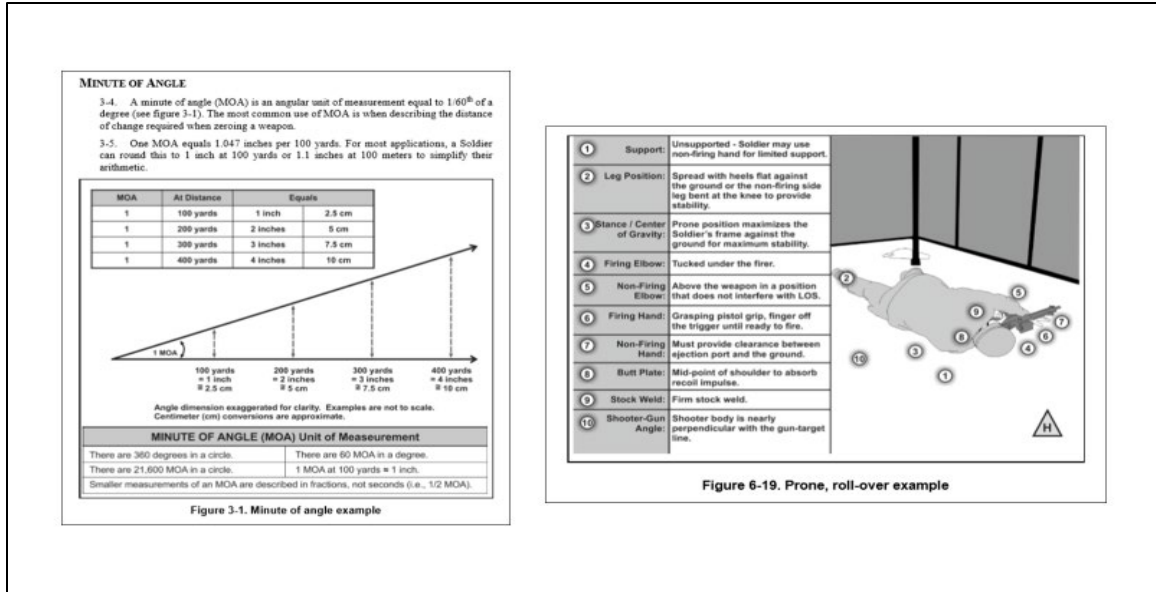 MINUTE OF ANGLE
3-4. A minute of angle (MOA) is an angular unit of measurement equal to 1/60th of a
degree (see figure 3-1). The most common use of MOA is when describing the distance
of change required when zeroing a weapon.
3-5. One MOA equals 1.047 inches per 100 yards. For most applications, a Soldier
can round this to 1 inch at 100 yards or 1.1 inches at 100 meters to simplify their
arithmetic.
MOA At Distance Equals
1 100 yards 1 inch 2.5 cm
1 200 yards 2 inches 5 cm
1 300 yards 3 inches 7.5 cm
1 400 yards 4 inches 10 cm
1 MOA
100 yards 200 yards 300 yards 400 yards
= 1 inch = 2 inches = 3 inches = 4 inches
≅ 2.5 cm ≅ 5 cm ≅ 7.5 cm ≅ 10 cm
Angle dimension exaggerated for clarity. Examples are not to scale.
Centimeter (cm) conversions are approximate.
MINUTE OF ANGLE (MOA) Unit of Measeurement
There are 360 degrees in a circle. There are 60 MOA in a degree.
There are 21,600 MOA in a circle. 1 MOA at 100 yards ≈ 1 inch.
Smaller measurements of an MOA are described in fractions, not seconds (i.e., 1/2 MOA).
Figure 3-1. Minute of angle example
1 Support: Unsupported - Soldier may use
non-firing hand for limited support.
2 Leg Position: Spread with heels flat against
the ground or the non-firing side
leg bent at the knee to provide
stability.
3 Stance / Center Prone position maximizes the
of Gravity: Soldier's frame against the
ground for maximum stability.
4 Firing Elbow: Tucked under the firer.
5 Non-Firing Above the weapon in a position
Elbow: that does not interfere with LOS.
6 Firing Hand: Grasping pistol grip, finger off
the trigger until ready to fire.
7 Non-Firing Must provide clearance between
Hand: ejection port and the ground.
8 Butt Plate: Mid-point of shoulder to absorb
recoil impulse.
9 Stock Weld: Firm stock weld.
10 Shooter-Gun Shooter body is nearly
Angle: perpendicular with the gun-target
line.
2
5
9
7
8
6
4
3
10
1
H
Figure 6-19. Prone, roll-over example